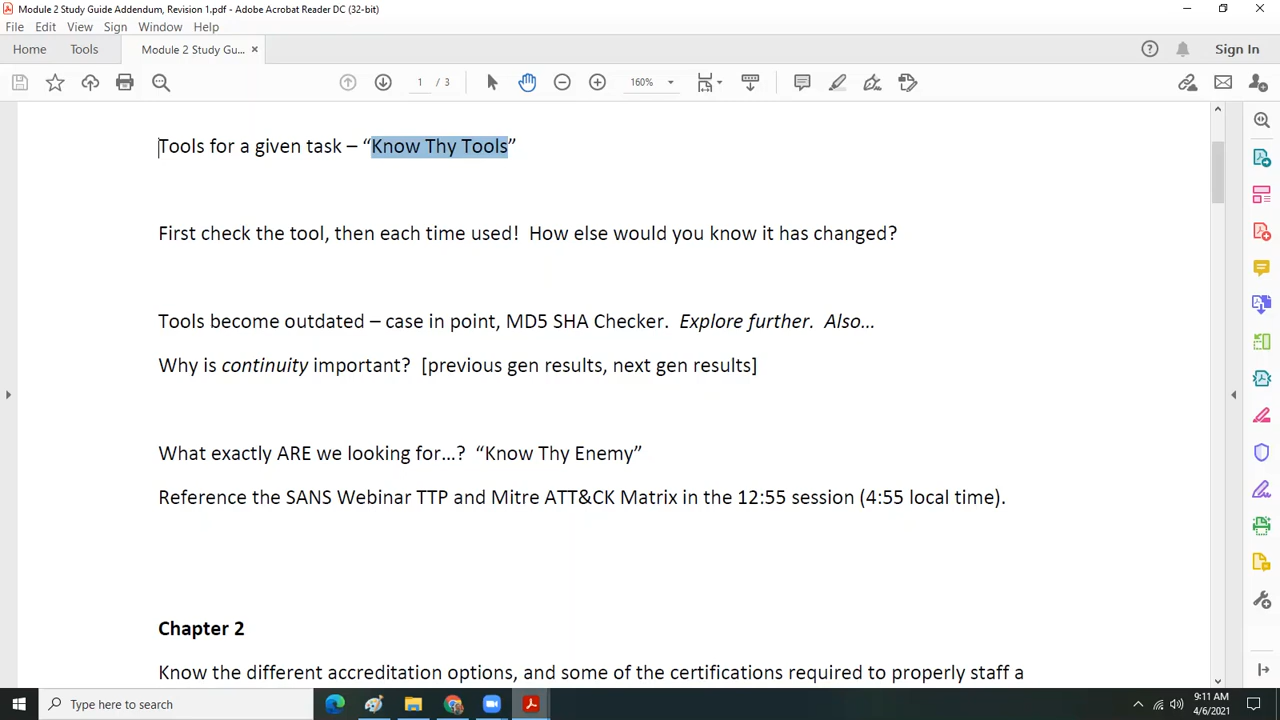 Module 2 Study Guide Addendum, Revision 1.pdf - Adobe Acrobat Reader DC (32-bit)
File Edit View Sign Window Help
Home Tools Module 2 Study Gu... × Sign In
1 / 3 160%
Tools for a given task – “Know Thy Tools”
First check the tool, then each time used!  How else would you know it has changed?
Tools become outdated – case in point, MD5 SHA Checker.  Explore further.  Also…
Why is continuity important?  [previous gen results, next gen results]
What exactly ARE we looking for…?  “Know Thy Enemy”
Reference the SANS Webinar TTP and Mitre ATT&CK Matrix in the 12:55 session (4:55 local time).
Chapter 2
Know the different accreditation options, and some of the certifications required to properly staff a
Type here to search
9:11 AM
4/6/2021